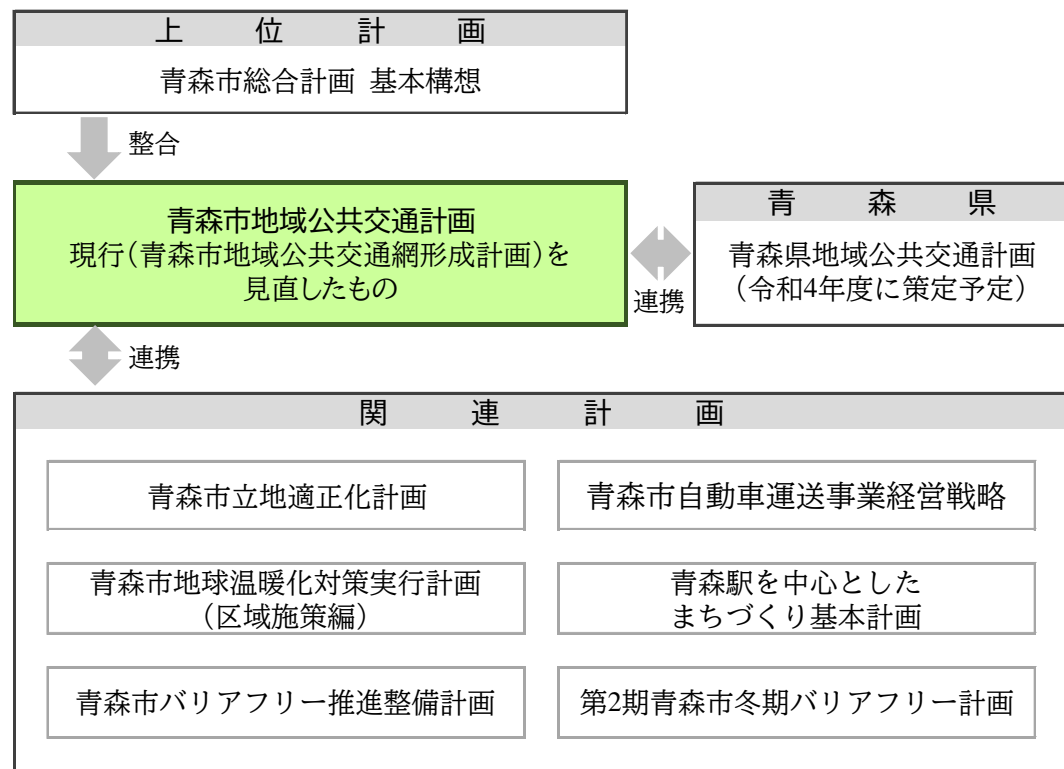 上位計画
青森市総合計画 基本構想
整合
青森市地域公共交通計画
現行(青森市地域公共交通網形成計画)を
見直したもの
連携
青森県
青森県地域公共交通計画
(令和4年度に策定予定)
連携
関連計画
青森市立地適正化計画
青森市自動車運送事業経営戦略
青森市地球温暖化対策実行計画
(区域施策編)
青森駅を中心とした
まちづくり基本計画
青森市バリアフリー推進整備計画
第2期青森市冬期バリアフリー計画